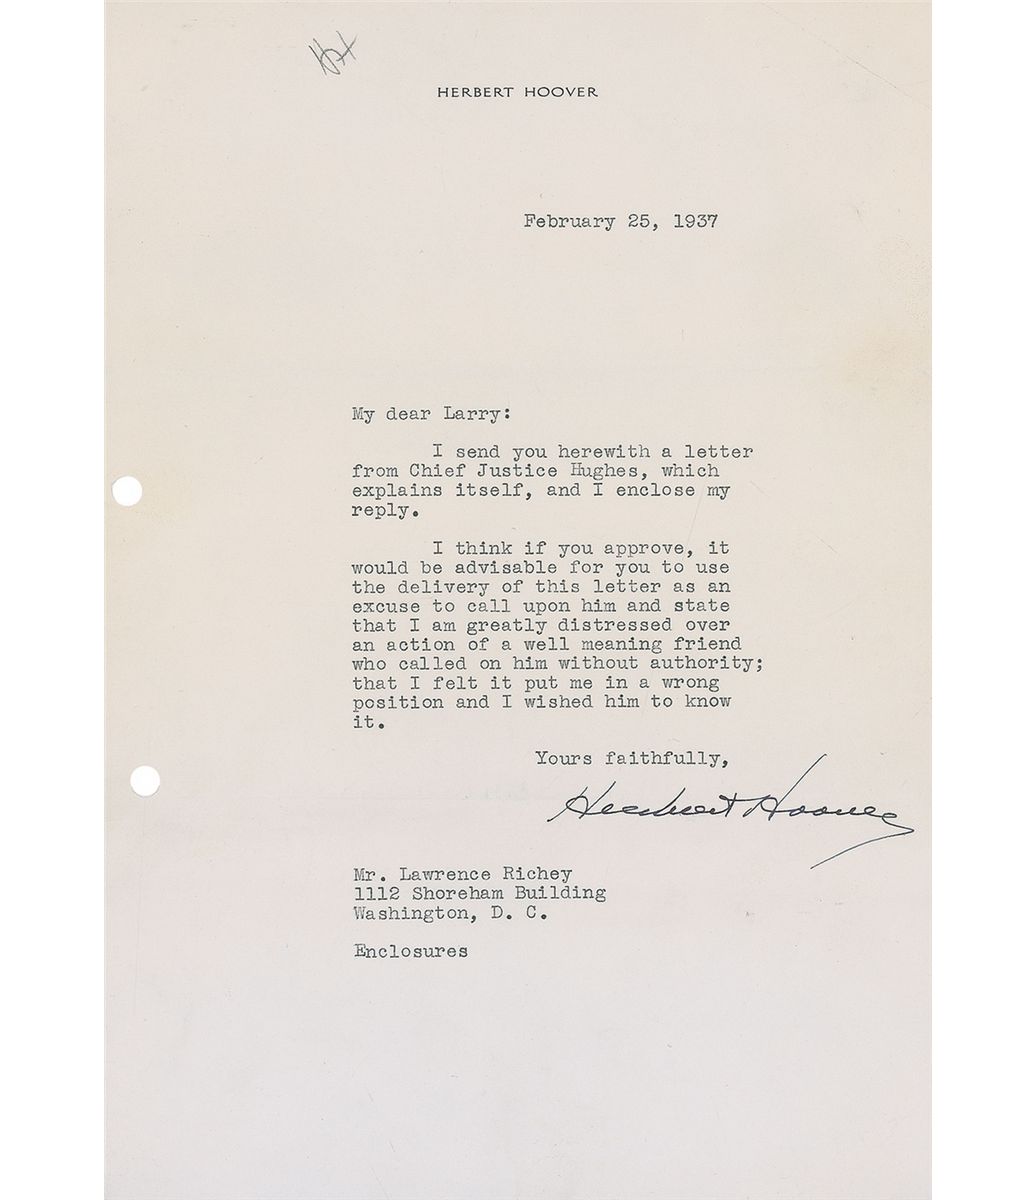 HH
HERBERT HOOVER
February 25, 1937
My dear Larry:
I send you herewith a letter
from Chief Justice Hughes, which
explains itself, and I enclose my
reply.
I think if you approve, it
would be advisable for you to use
the delivery of this letter as an
excuse to call upon him and state
that I am greatly distressed over
an action of a well meaning friend
who called on him without authority;
that I felt it put me in a wrong
position and I wished him to know
it.
Yours faithfully,
Herbert Hoover
Mr. Lawrence Richey
1112 Shoreham Building
Washington, D. C.
Enclosures